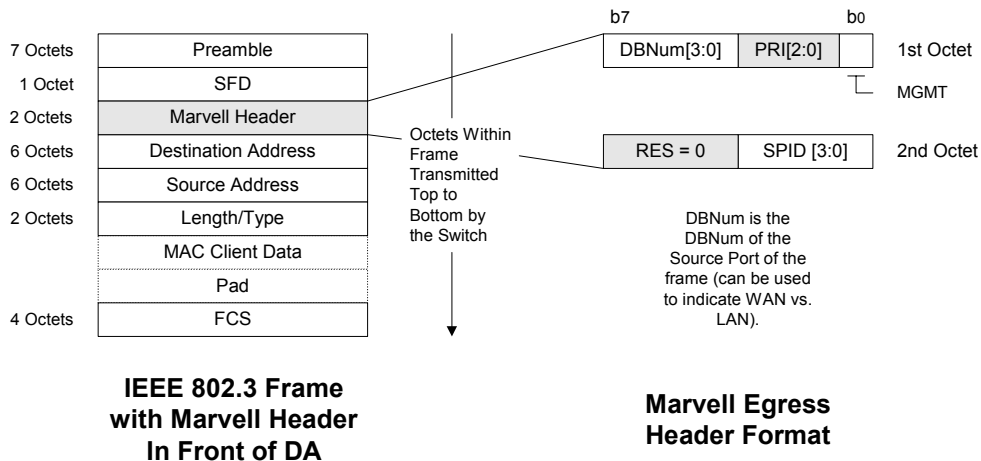 7 Octets
Preamble
1 Octet
SFD
2 Octets
Marvell Header
6 Octets
Destination Address
6 Octets
Source Address
2 Octets
Length/Type
MAC Client Data
Pad
4 Octets
FCS
Octets Within
Frame
Transmitted
Top to
Bottom by
the Switch
b7
b0
DBNum[3:0]
PRI[2:0]
1st Octet
MGMT
RES = 0
SPID [3:0]
2nd Octet
DBNum is the
DBNum of the
Source Port of the
frame (can be used
to indicate WAN vs.
LAN).
IEEE 802.3 Frame
with Marvell Header
In Front of DA
Marvell Egress
Header Format